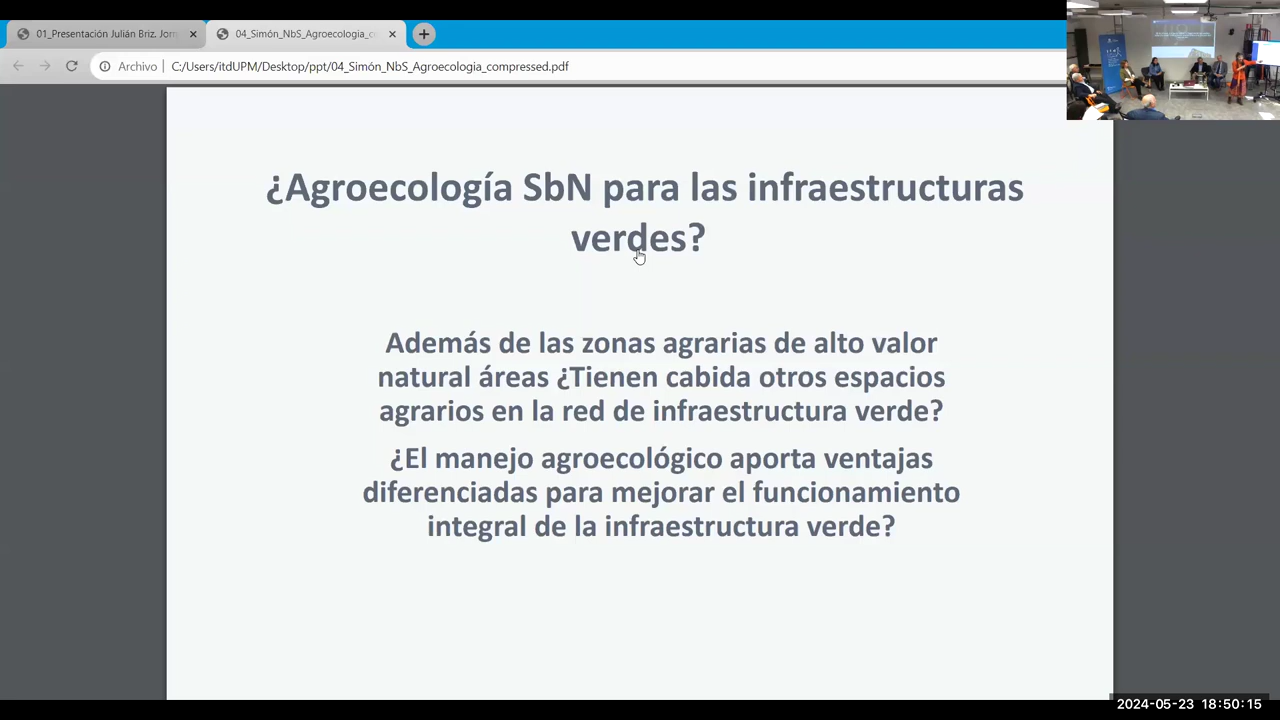 01_Presentación Julián Briz. Jorn
04_Simón_NbS_Agroecologia_c
Archivo
C:/Users/itdUPM/Desktop/ppt/04_Simón_NbS_Agroecologia_compressed.pdf
¿Agroecología SbN para las infraestructuras
verdes?
Además de las zonas agrarias de alto valor
natural áreas ¿Tienen cabida otros espacios
agrarios en la red de infraestructura verde?
¿El manejo agroecológico aporta ventajas
diferenciadas para mejorar el funcionamiento
integral de la infraestructura verde?
2024-05-23 18:50:15